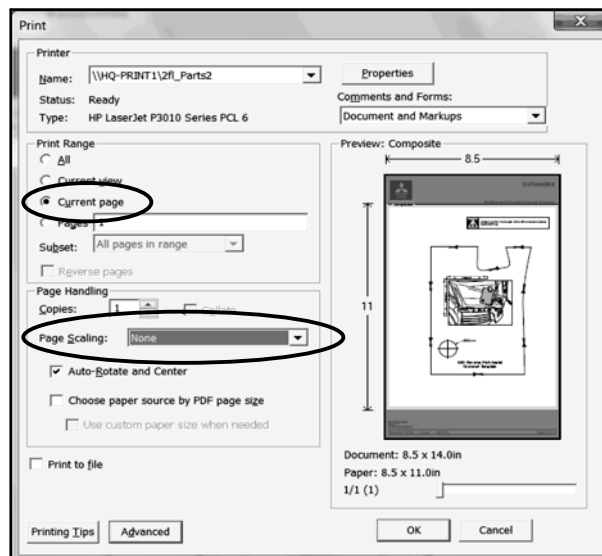 Print
Printer
Name: \\HQ-PRINT1\2fl_Parts2
Properties
Status: Ready
Comments and Forms:
Type: HP LaserJet P3010 Series PCL 6
Document and Markups
Print Range
All
Current view
Current page
Pages 1
Subset: All pages in range
Reverse pages
Page Handling
Copies: 1 Collate
Page Scaling: None
Auto-Rotate and Center
Choose paper source by PDF page size
Use custom paper size when needed
Print to file
Preview: Composite
8.5
11
Document: 8.5 x 14.0in
Paper: 8.5 x 11.0in
1/1 (1)
Printing Tips
Advanced
OK
Cancel